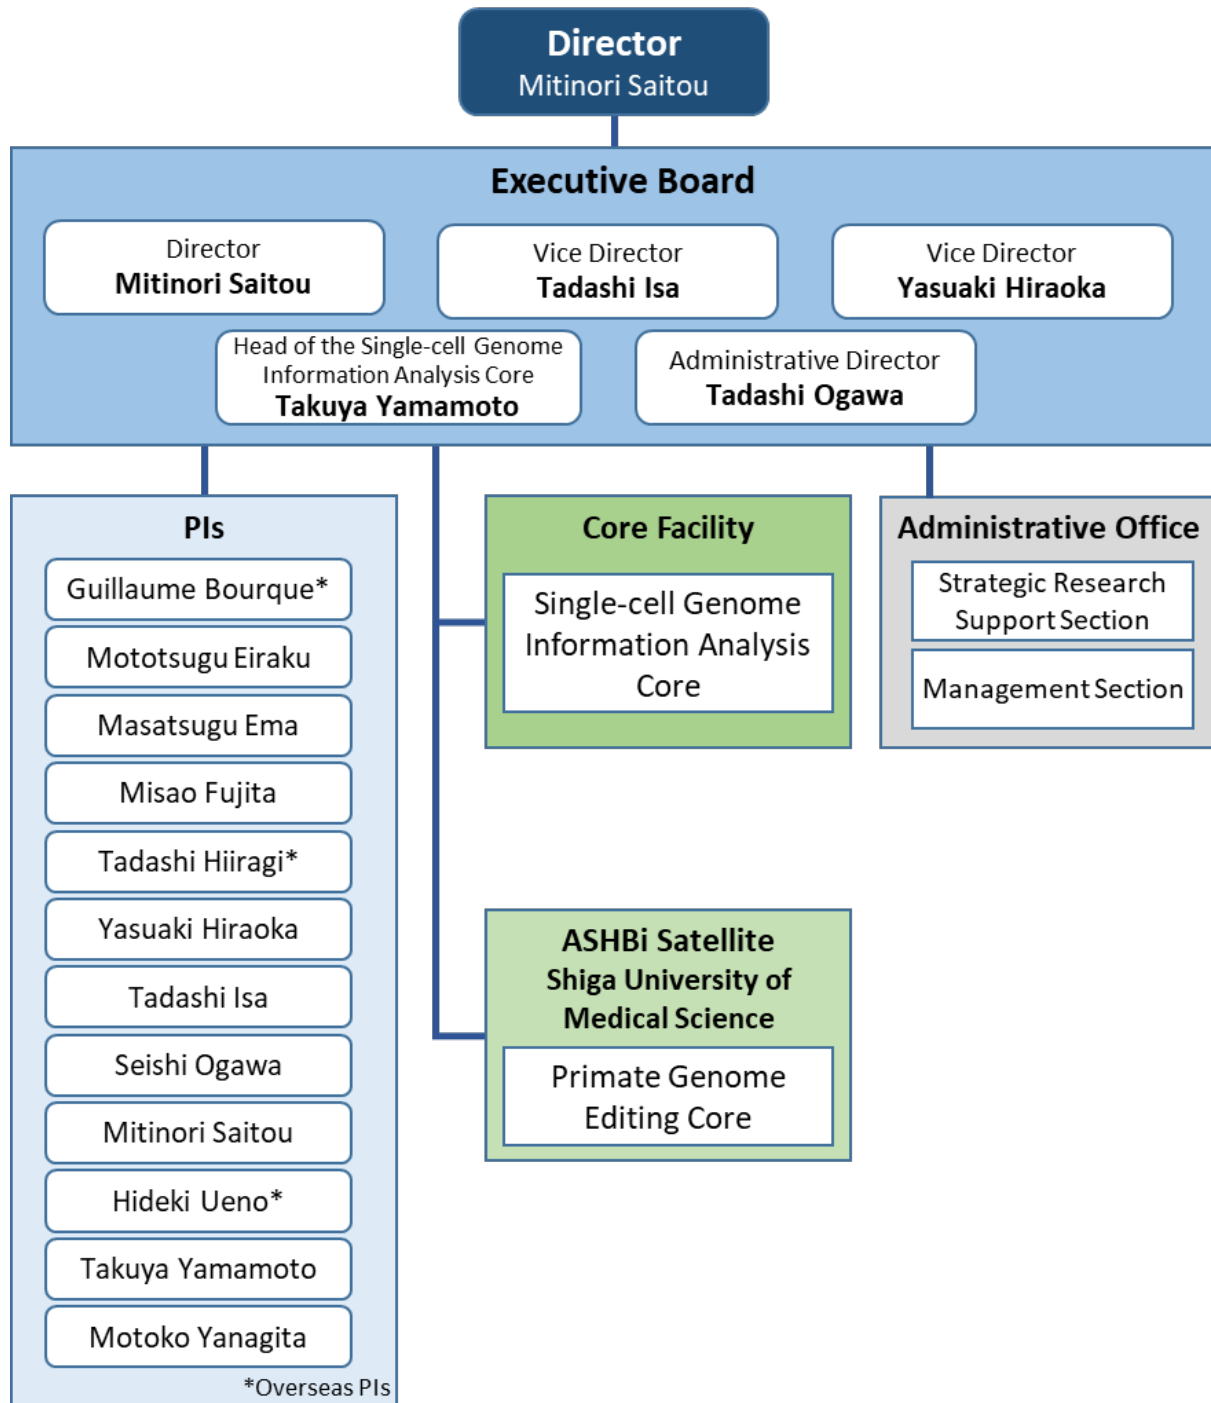 Director
Mitinori Saitou
Executive Board
Director
Mitinori Saitou
Vice Director
Tadashi Isa
Vice Director
Yasuaki Hiraoka
Head of the Single-cell Genome
Information Analysis Core
Takuya Yamamoto
Administrative Director
Tadashi Ogawa
PIs
Guillaume Bourque*
Mototsugu Eiraku
Masatsugu Ema
Misao Fujita
Tadashi Hiiragi*
Yasuaki Hiraoka
Tadashi Isa
Seishi Ogawa
Mitinori Saitou
Hideki Ueno*
Takuya Yamamoto
Motoko Yanagita
*Overseas PIs
Core Facility
Single-cell Genome
Information Analysis
Core
ASHBi Satellite
Shiga University of
Medical Science
Primate Genome
Editing Core
Administrative Office
Strategic Research
Support Section
Management Section